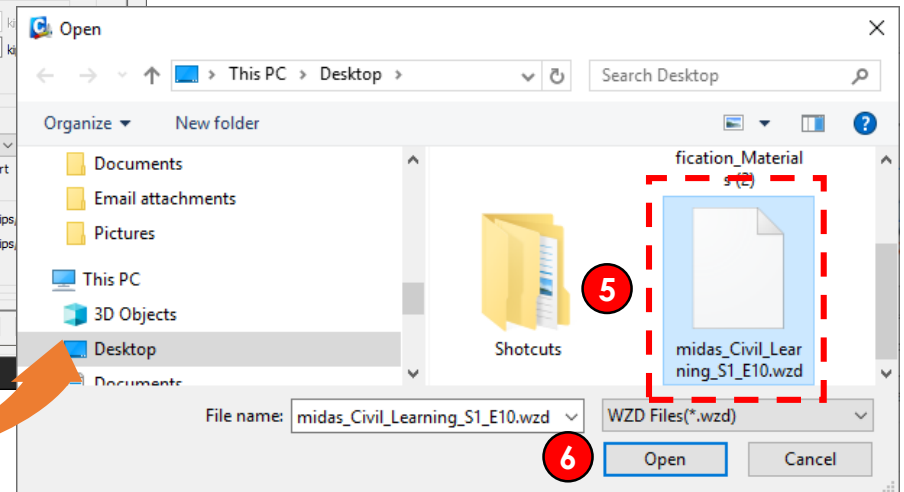 Open
This PC > Desktop >
Search Desktop
Organize
New folder
Documents
Email attachments
Pictures
This PC
3D Objects
Desktop
Documents
fication_Material
s (2)
Shotcuts
5
midas_Civil_Lear
ning_S1_E10.wzd
File name:
midas_Civil_Learning_S1_E10.wzd
WZD Files(*.wzd)
6
Open
Cancel